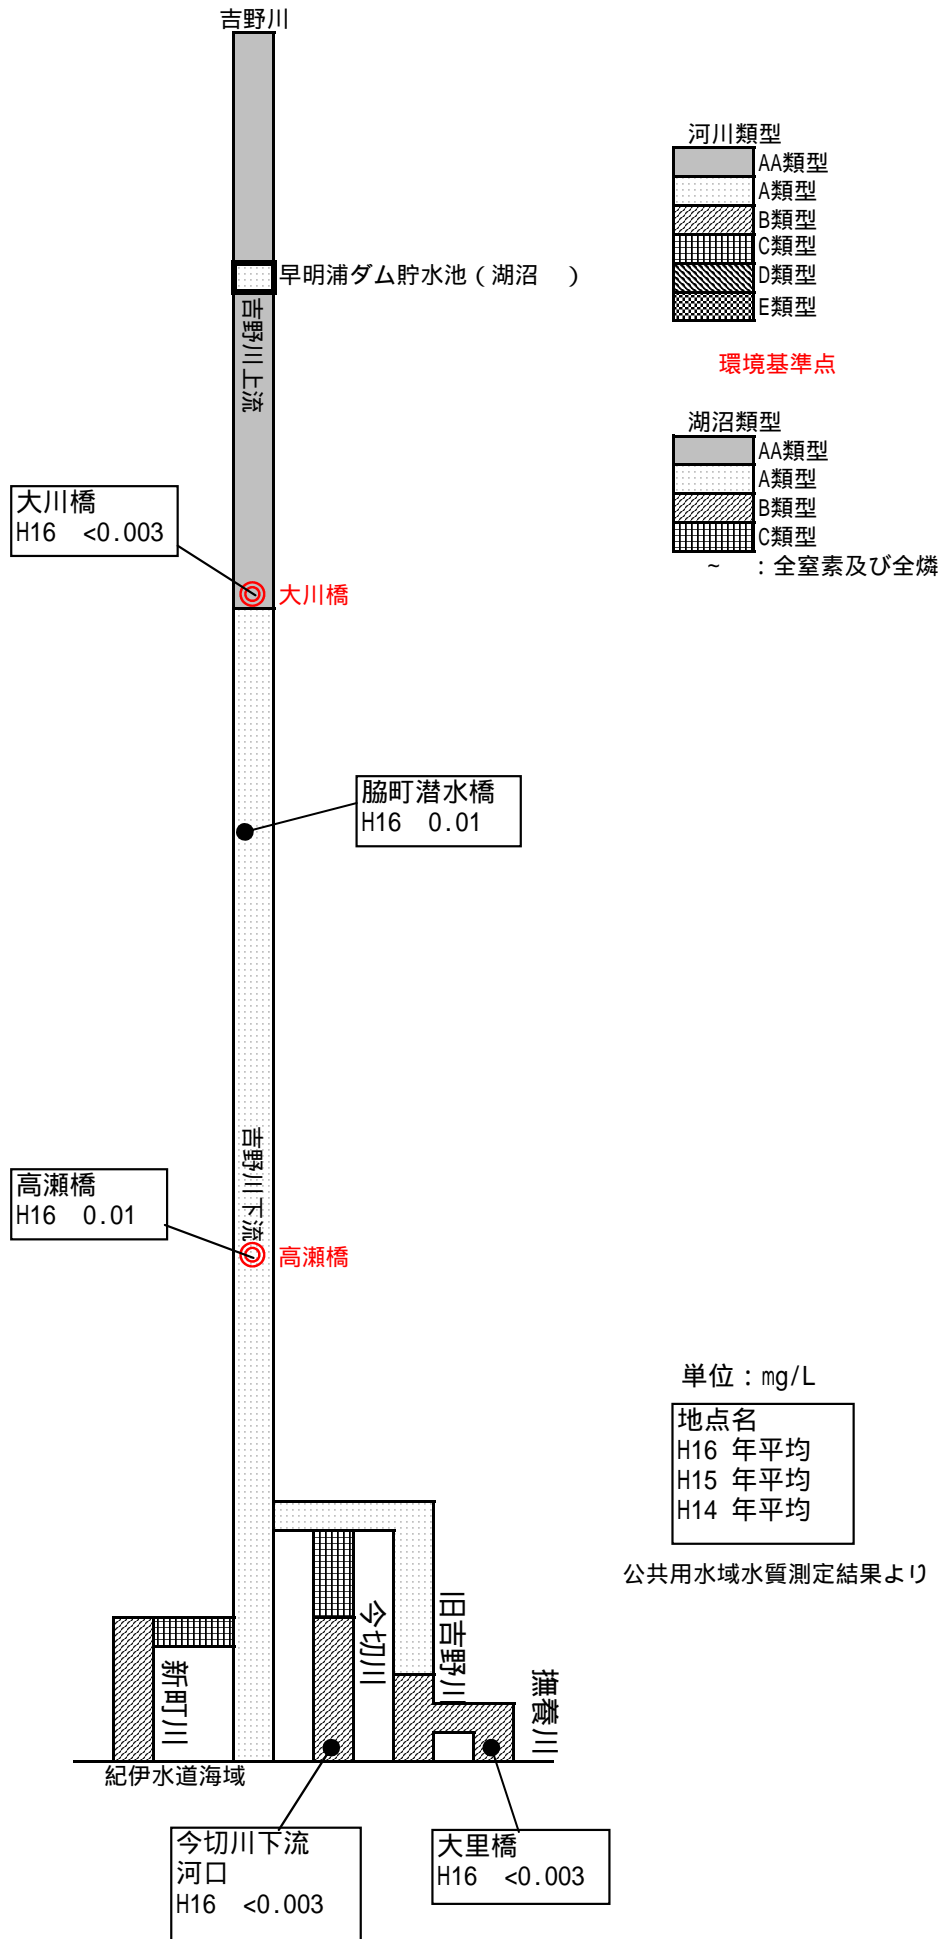 吉野川
河川類型
AA類型
A類型
B類型
C類型
D類型
E類型
早明浦ダム貯水池（湖沼　）
吉野川上流
環境基準点
湖沼類型
AA類型
A類型
B類型
C類型
～　：全窒素及び全燐
大川橋
H16　<0.003
大川橋
脇町潜水橋
H16　0.01
吉野川下流
高瀬橋
H16　0.01
高瀬橋
単位：mg/L
地点名
H16 年平均
H15 年平均
H14 年平均
公共用水域水質測定結果より
新町川
今切川
旧吉野川
撫養川
紀伊水道海域
今切川下流
河口
H16　<0.003
大里橋
H16　<0.003